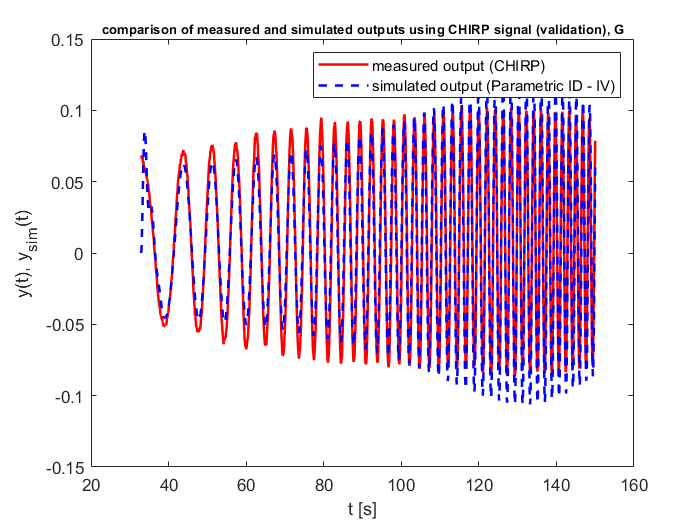 comparison of measured and simulated outputs using CHIRP signal (validation), G
measured output (CHIRP)
simulated output (Parametric ID - IV)
0.15
0.1
0.05
0
-0.05
-0.1
-0.15
y(t), y_sim(t)
20 40 60 80 100 120 140 160
t [s]